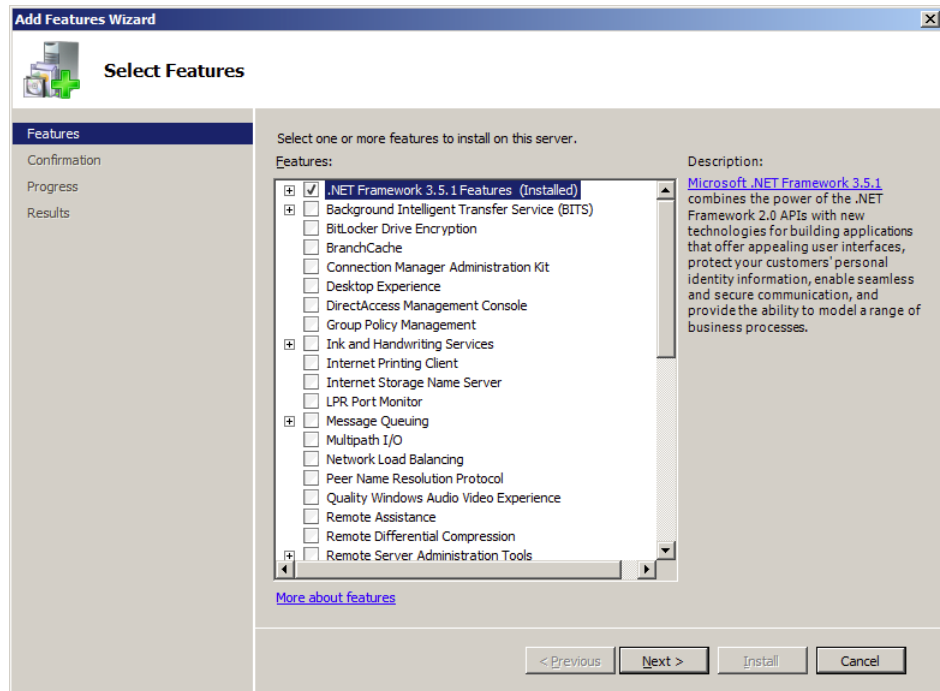 Add Features Wizard
Select Features
Features
Confirmation
Progress
Results
Select one or more features to install on this server.
Features:
.NET Framework 3.5.1 Features (Installed)
Background Intelligent Transfer Service (BITS)
BitLocker Drive Encryption
BranchCache
Connection Manager Administration Kit
Desktop Experience
DirectAccess Management Console
Group Policy Management
Ink and Handwriting Services
Internet Printing Client
Internet Storage Name Server
LPR Port Monitor
Message Queuing
Multipath I/O
Network Load Balancing
Peer Name Resolution Protocol
Quality Windows Audio Video Experience
Remote Assistance
Remote Differential Compression
Remote Server Administration Tools
More about features
Description:
Microsoft .NET Framework 3.5.1
combines the power of the .NET
Framework 2.0 APIs with new
technologies for building applications
that offer appealing user interfaces,
protect your customers' personal
identity information, enable seamless
and secure communication, and
provide the ability to model a range of
business processes.
< Previous
Next >
Install
Cancel